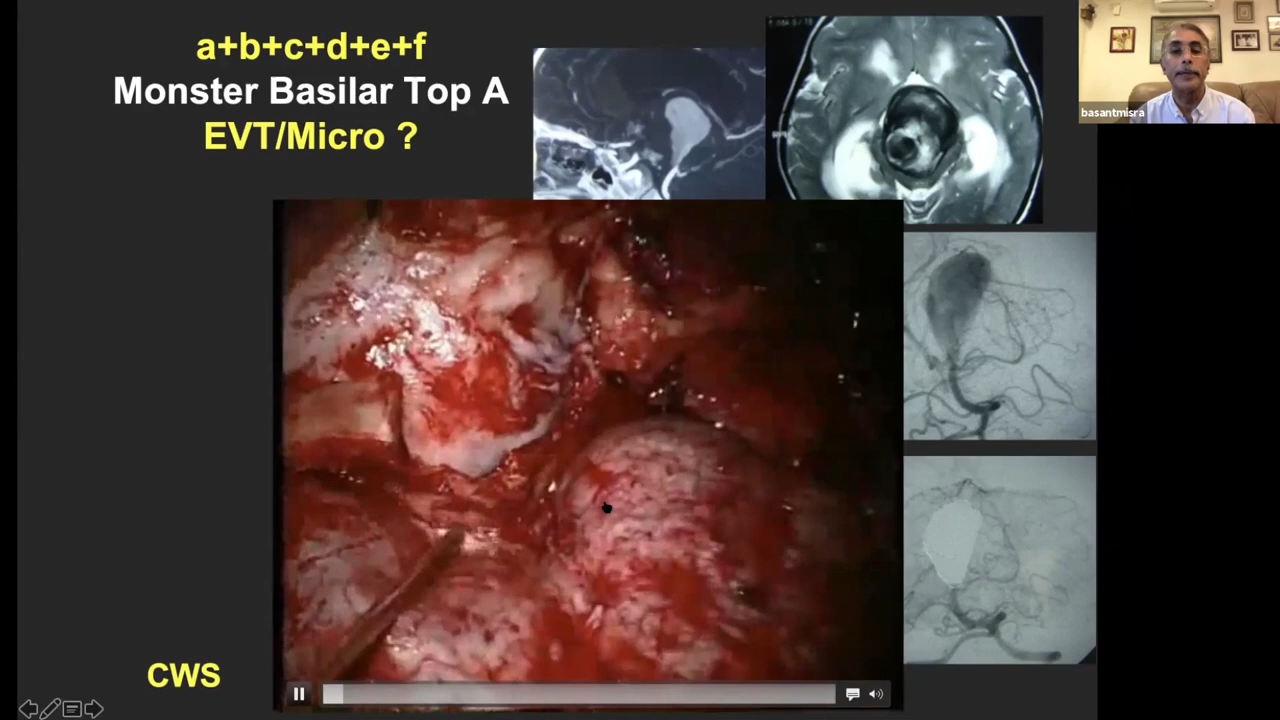 a+b+c+d+e+f
Monster Basilar Top A
EVT/Micro ?
basantmisra
CWS